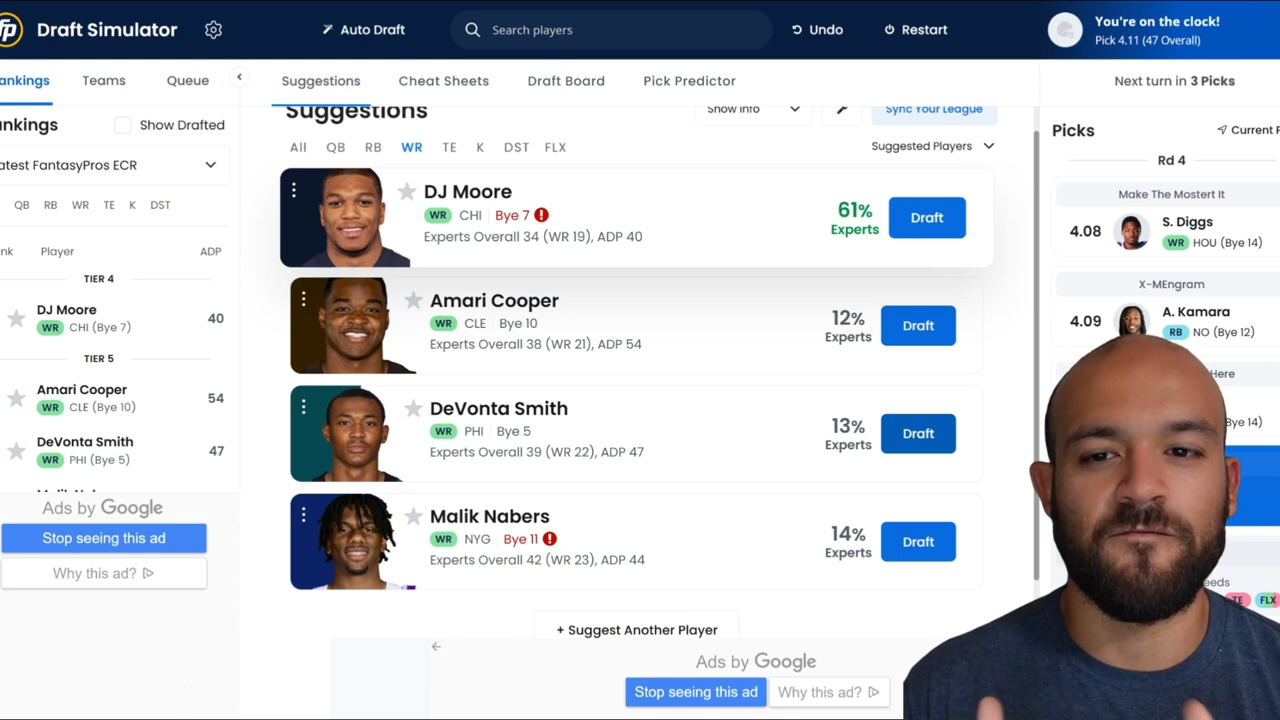 fp
Draft Simulator
Auto Draft
Search players
Undo
Restart
You're on the clock!
Pick 4.11 (47 Overall)
ankings
Teams
Queue
Suggestions
Cheat Sheets
Draft Board
Pick Predictor
Next turn in 3 Picks
nkings
Show Drafted
atest FantasyPros ECR
QB RB WR TE K DST
nk Player ADP
TIER 4
DJ Moore
WR CHI (Bye 7)
40
TIER 5
Amari Cooper
WR CLE (Bye 10)
54
DeVonta Smith
WR PHI (Bye 5)
47
Ads by Google
Stop seeing this ad
Why this ad?
Suggestions
Show Info
Sync Your League
All QB RB WR TE K DST FLX
Suggested Players
DJ Moore
WR CHI Bye 7
Experts Overall 34 (WR 19), ADP 40
61%
Experts
Draft
Amari Cooper
WR CLE Bye 10
Experts Overall 38 (WR 21), ADP 54
12%
Experts
Draft
DeVonta Smith
WR PHI Bye 5
Experts Overall 39 (WR 22), ADP 47
13%
Experts
Draft
Malik Nabers
WR NYG Bye 11
Experts Overall 42 (WR 23), ADP 44
14%
Experts
Draft
+ Suggest Another Player
Ads by Google
Stop seeing this ad
Why this ad?
Picks
Current P
Rd 4
Make The Mostert It
4.08
S. Diggs
WR HOU (Bye 14)
X-MEngram
4.09
A. Kamara
RB NO (Bye 12)
Here
Bye 14)
eeds
TE FLX